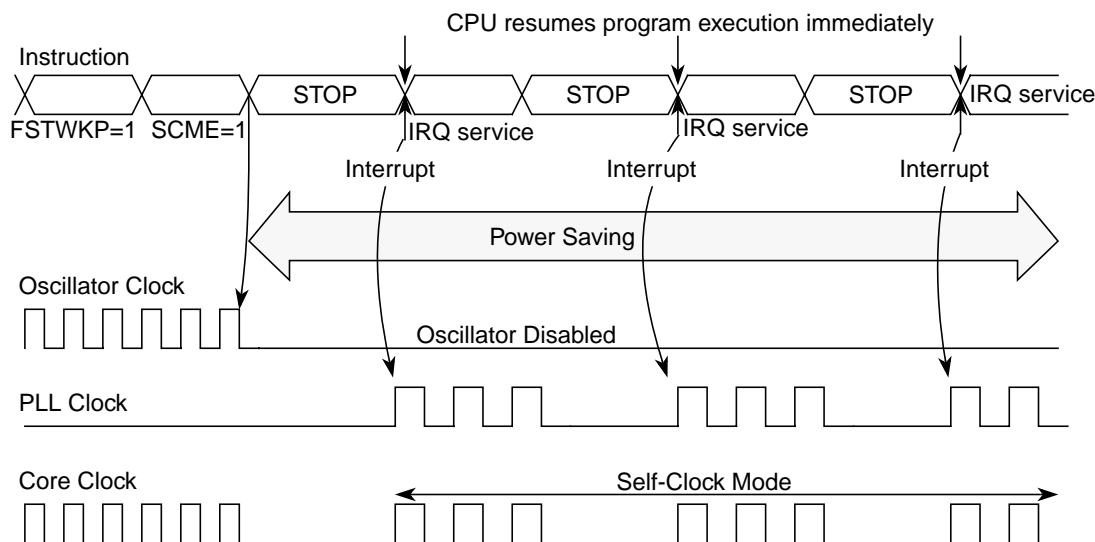 CPU resumes program execution immediately
Instruction
STOP
STOP
STOP
IRQ service
FSTWKP=1
SCME=1
IRQ service
IRQ service
Interrupt
Interrupt
Interrupt
Power Saving
Oscillator Clock
Oscillator Disabled
PLL Clock
Core Clock
Self-Clock Mode